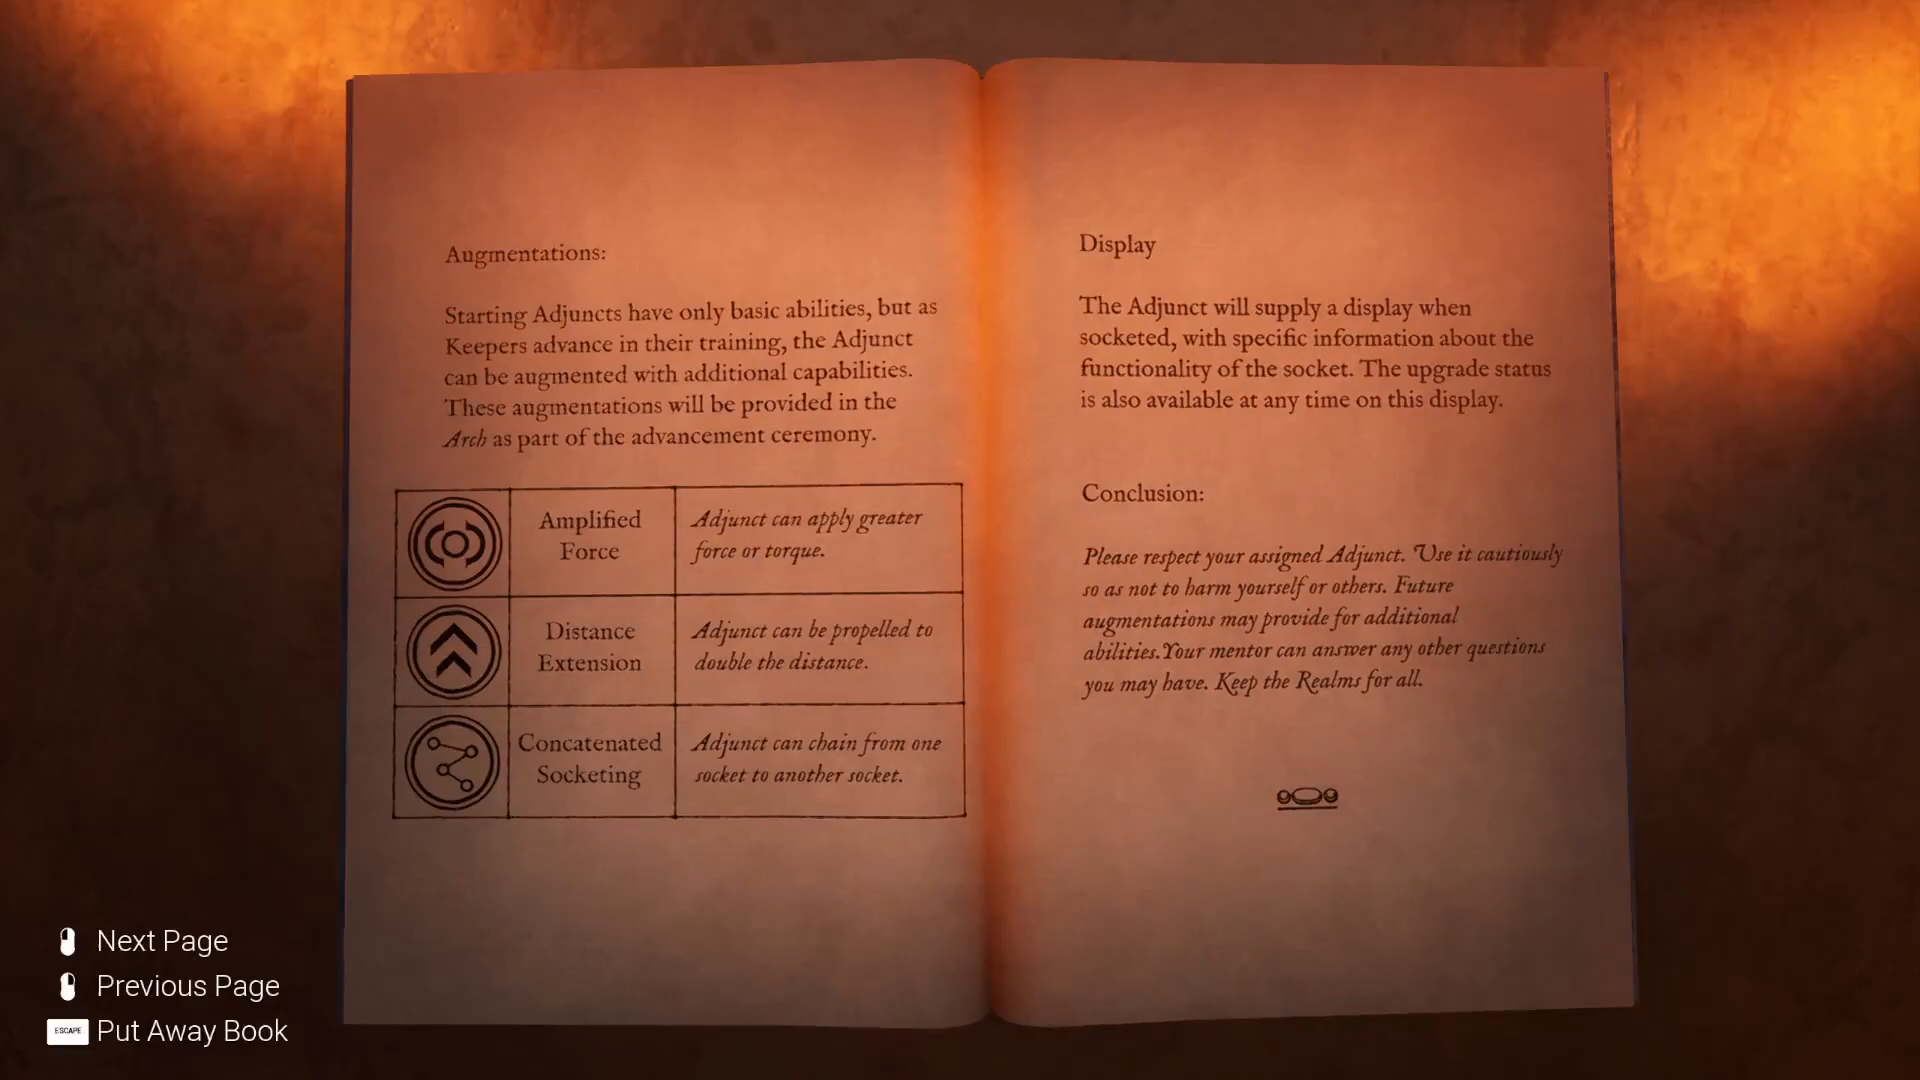 Augmentations:
Starting Adjuncts have only basic abilities, but as
Keepers advance in their training, the Adjunct
can be augmented with additional capabilities.
These augmentations will be provided in the
Arch as part of the advancement ceremony.
Amplified
Force
Adjunct can apply greater
force or torque.
Distance
Extension
Adjunct can be propelled to
double the distance.
Concatenated
Socketing
Adjunct can chain from one
socket to another socket.
Display
The Adjunct will supply a display when
socketed, with specific information about the
functionality of the socket. The upgrade status
is also available at any time on this display.
Conclusion:
Please respect your assigned Adjunct. Use it cautiously
so as not to harm yourself or others. Future
augmentations may provide for additional
abilities.Your mentor can answer any other questions
you may have. Keep the Realms for all.
Next Page
Previous Page
ESCAPE Put Away Book